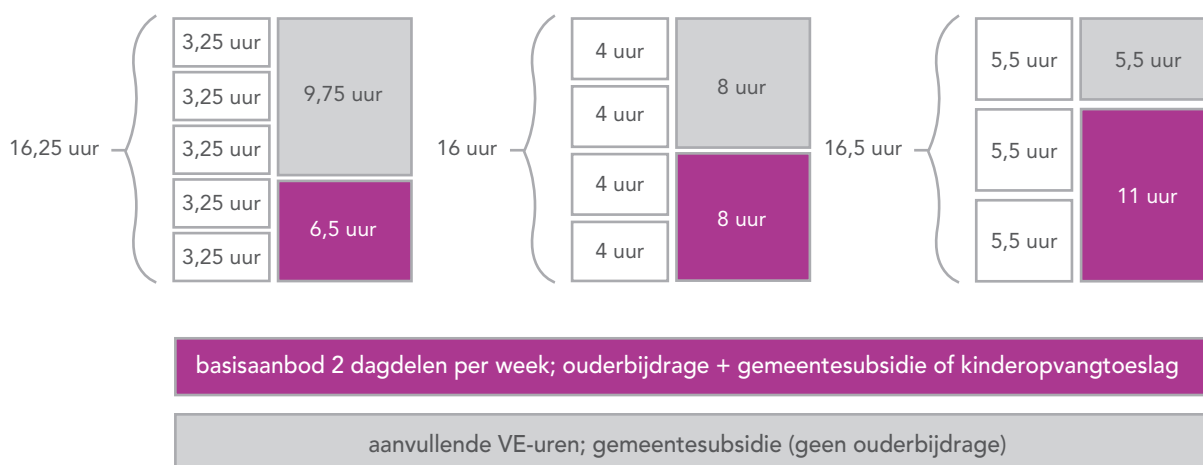 16,25 uur
3,25 uur
3,25 uur
3,25 uur
3,25 uur
3,25 uur
9,75 uur
6,5 uur
16 uur
4 uur
4 uur
4 uur
4 uur
8 uur
8 uur
16,5 uur
5,5 uur
5,5 uur
5,5 uur
5,5 uur
11 uur
basisaanbod 2 dagdelen per week; ouderbijdrage + gemeentesubsidie of kinderopvangtoeslag
aanvullende VE-uren; gemeentesubsidie (geen ouderbijdrage)